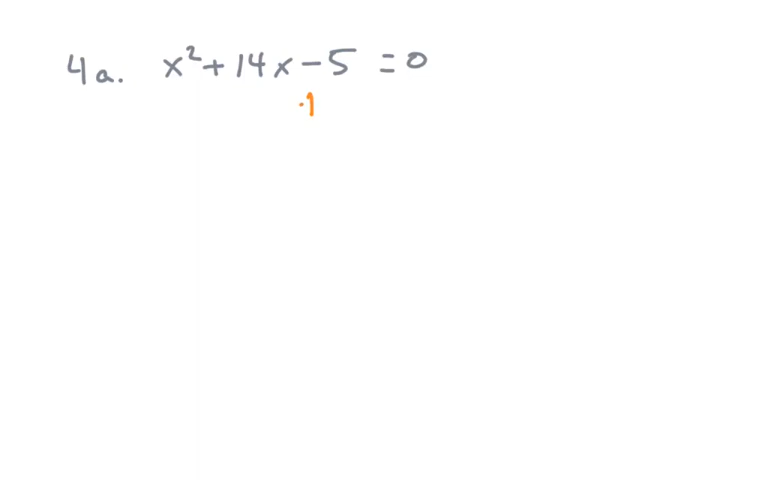 4a. x² + 14x - 5 = 0